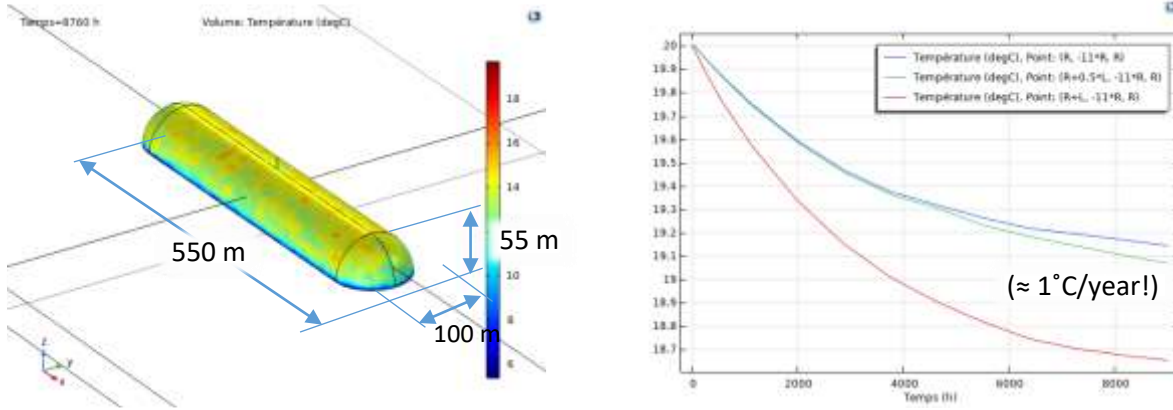 Temps=8760 h
Volume: Température (degC)
18
16
14
10
8
6
550 m
55 m
100 m
z
y
x
20
19.9
19.8
19.7
19.6
19.5
19.4
19.3
19.2
19.1
19
18.9
18.8
18.7
Température (degC), Point: (R, -11*R, R)
Température (degC), Point: (R+0.5*L, -11*R, R)
Température (degC), Point: (R+L, -11*R, R)
(≈ 1˚C/year!)
0
2000
4000
6000
8000
Temps (h)